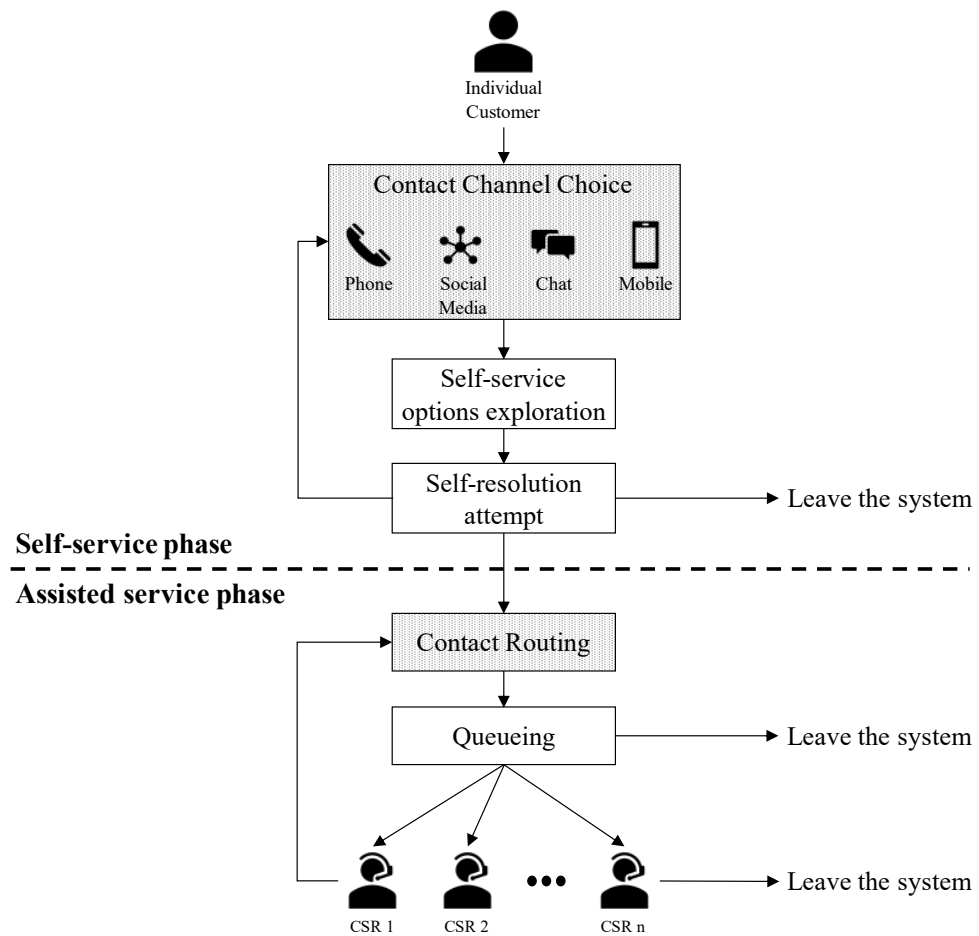 Individual
Customer
Contact Channel Choice
Phone
Social
Media
Chat
Mobile
Self-service
options exploration
Self-resolution
attempt
Leave the system
Self-service phase
Assisted service phase
Contact Routing
Queueing
Leave the system
Leave the system
CSR 1
CSR 2
CSR n